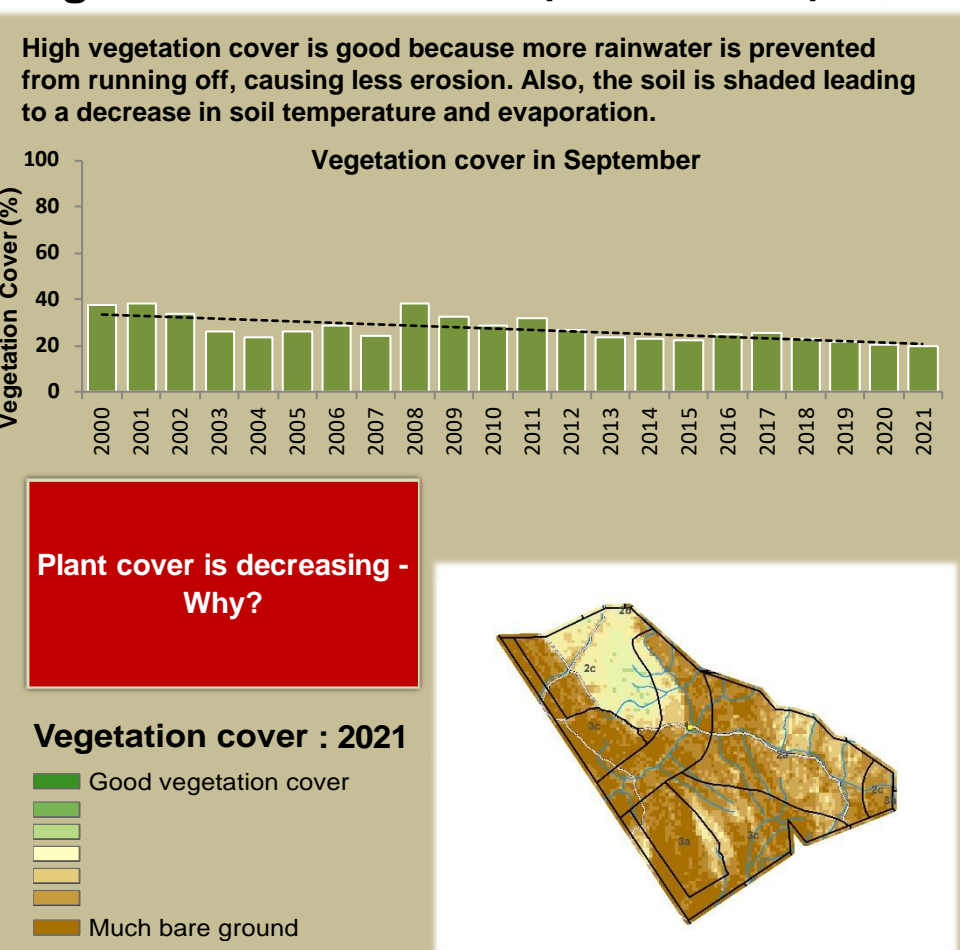 High vegetation cover is good because more rainwater is prevented
from running off, causing less erosion. Also, the soil is shaded leading
to a decrease in soil temperature and evaporation.
Vegetation cover in September
Vegetation Cover (%)
100
80
60
40
20
0
2000 2001 2002 2003 2004 2005 2006 2007 2008 2009 2010 2011 2012 2013 2014 2015 2016 2017 2018 2019 2020 2021
Plant cover is decreasing -
Why?
Vegetation cover : 2021
Good vegetation cover
Much bare ground
2c
3c
2c
3a
3c